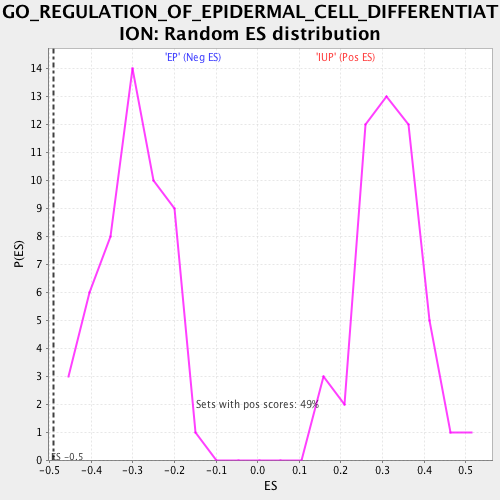 GO_REGULATION_OF_EPIDERMAL_CELL_DIFFERENTIAT
ION: Random ES distribution
'EP' (Neg ES) 'IUP' (Pos ES)
14
13
12
11
10
9
8
7
6
5
4
3
2
1
0
P(ES)
Sets with pos scores: 49%
ES -0.5
-0.5 -0.4 -0.3 -0.2 -0.1 0.0 0.1 0.2 0.3 0.4 0.5
ES